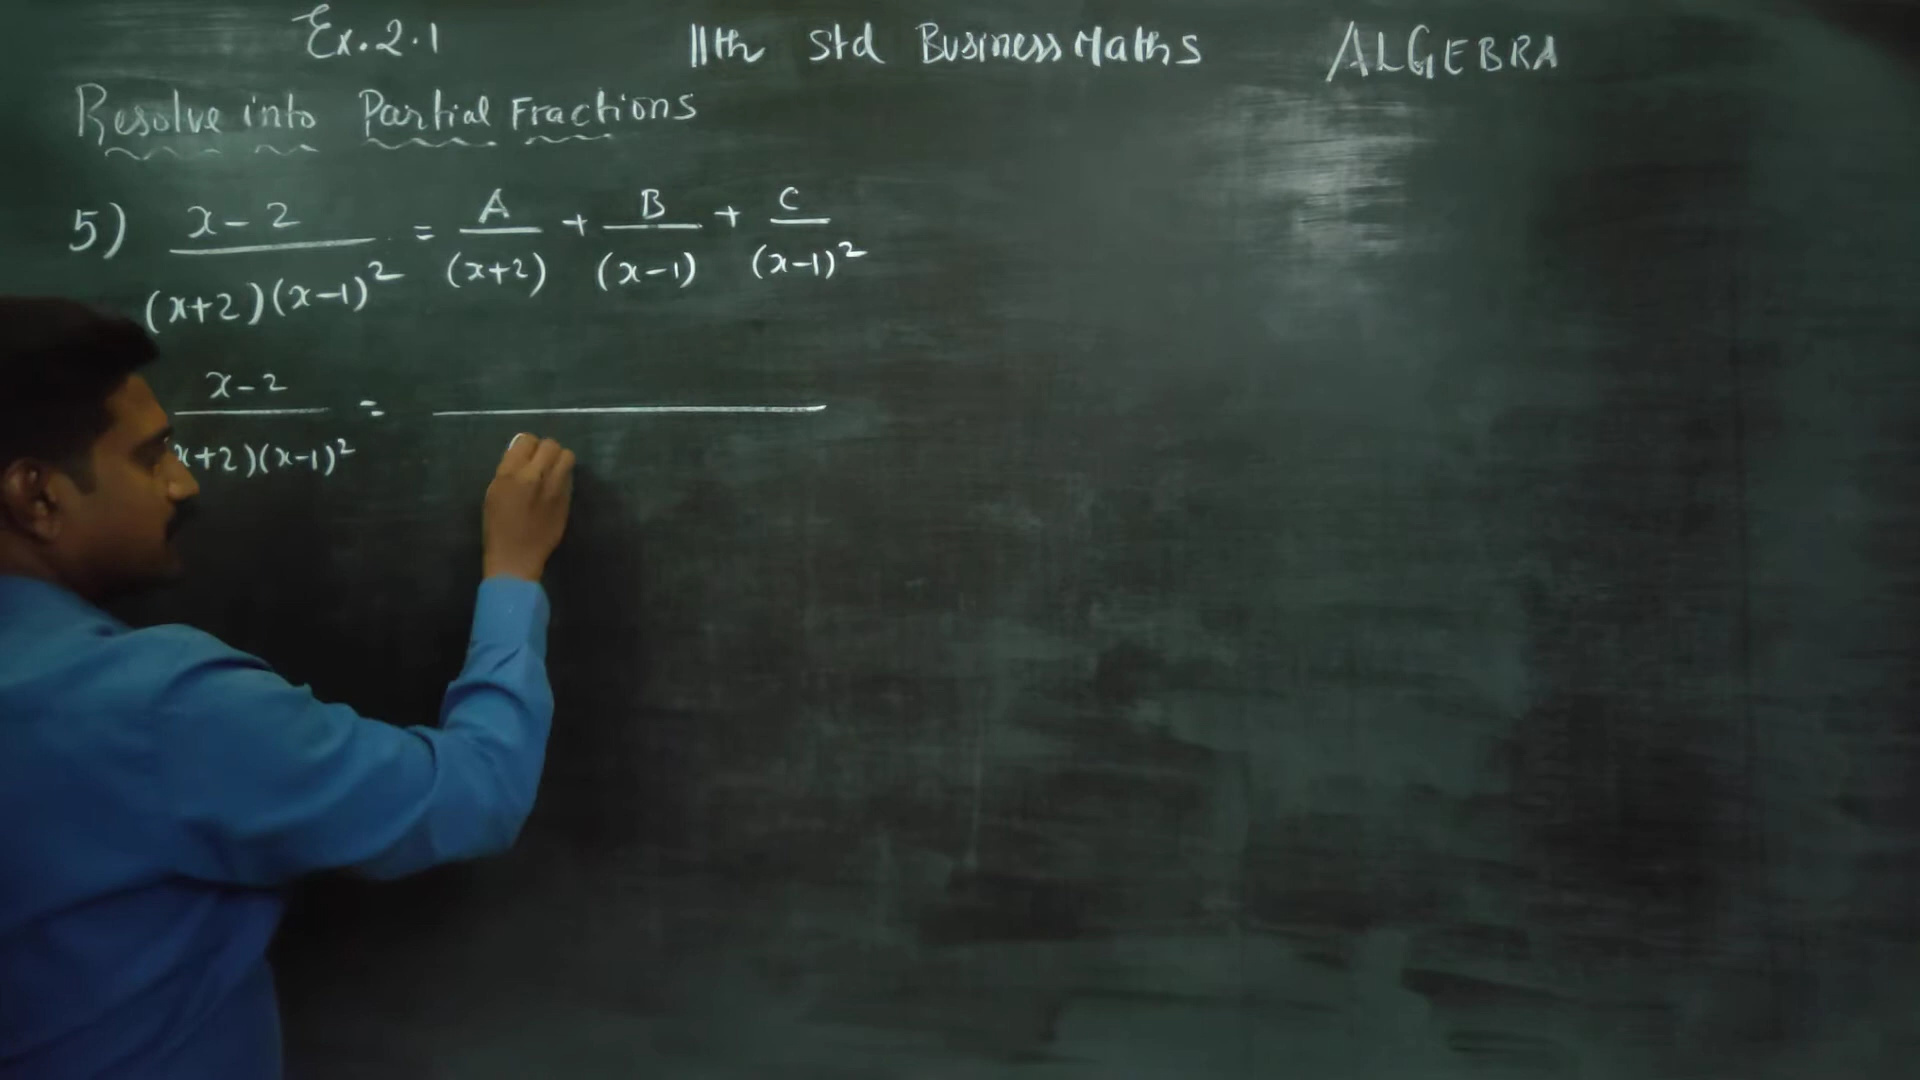 Ex. 2.1 11th Std Business Maths ALGEBRA
Resolve into Partial Fractions
5) x-2 / (x+2)(x-1)² = A / (x+2) + B / (x-1) + C / (x-1)²
x-2 / x+2)(x-1)² =